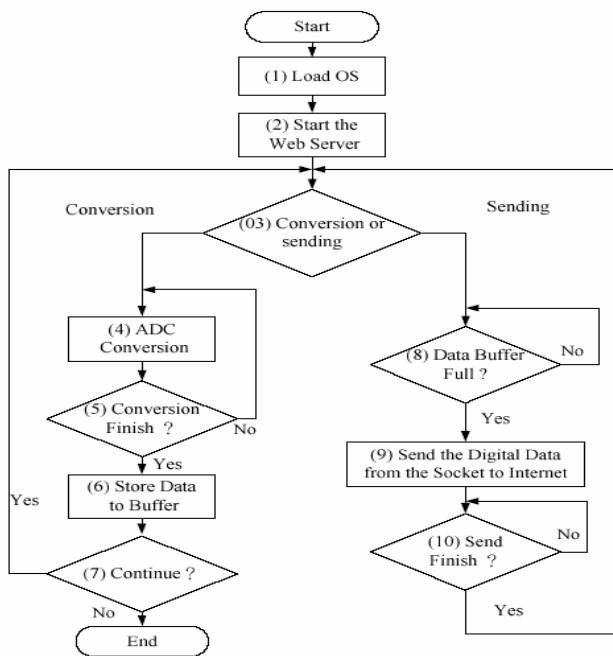 Start
(1) Load OS
(2) Start the
Web Server
Conversion
Sending
(03) Conversion or
sending
(4) ADC
Conversion
(5) Conversion
Finish ?
No
Yes
(6) Store Data
to Buffer
Yes
(7) Continue ?
No
End
(8) Data Buffer
Full ?
No
Yes
(9) Send the Digital Data
from the Socket to Internet
(10) Send
Finish ?
No
Yes